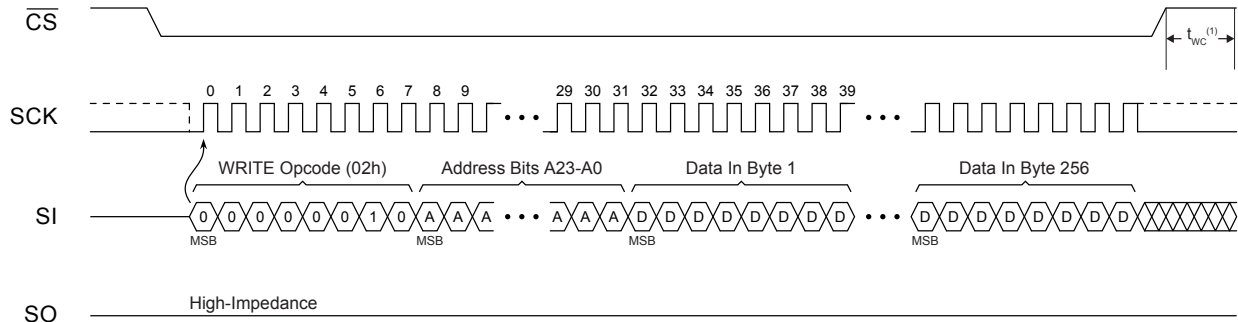 CS
t_WC(1)
0 1 2 3 4 5 6 7 8 9 29 30 31 32 33 34 35 36 37 38 39
SCK
WRITE Opcode (02h) Address Bits A23-A0 Data In Byte 1 Data In Byte 256
SI 0 0 0 0 0 0 1 0 A A A • • • A A A D D D D D D D D • • • D D D D D D D D
MSB MSB MSB MSB
High-Impedance
SO